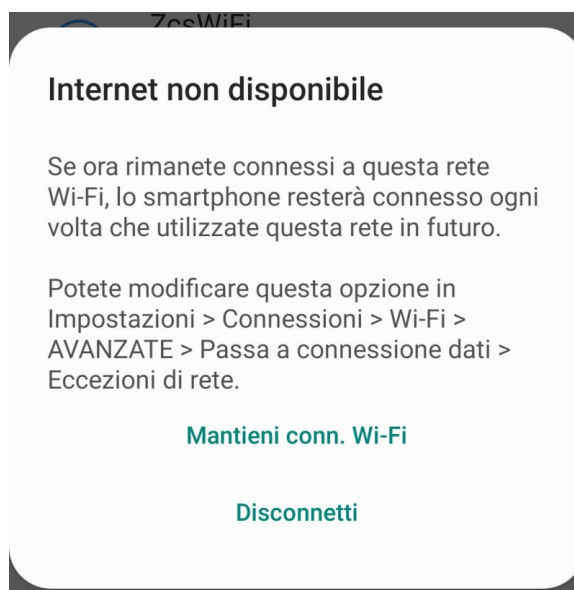 ZcsWiFi
Internet non disponibile
Se ora rimanete connessi a questa rete
Wi-Fi, lo smartphone resterà connesso ogni
volta che utilizzate questa rete in futuro.
Potete modificare questa opzione in
Impostazioni > Connessioni > Wi-Fi >
AVANZATE > Passa a connessione dati >
Eccezioni di rete.
Mantieni conn. Wi-Fi
Disconnetti